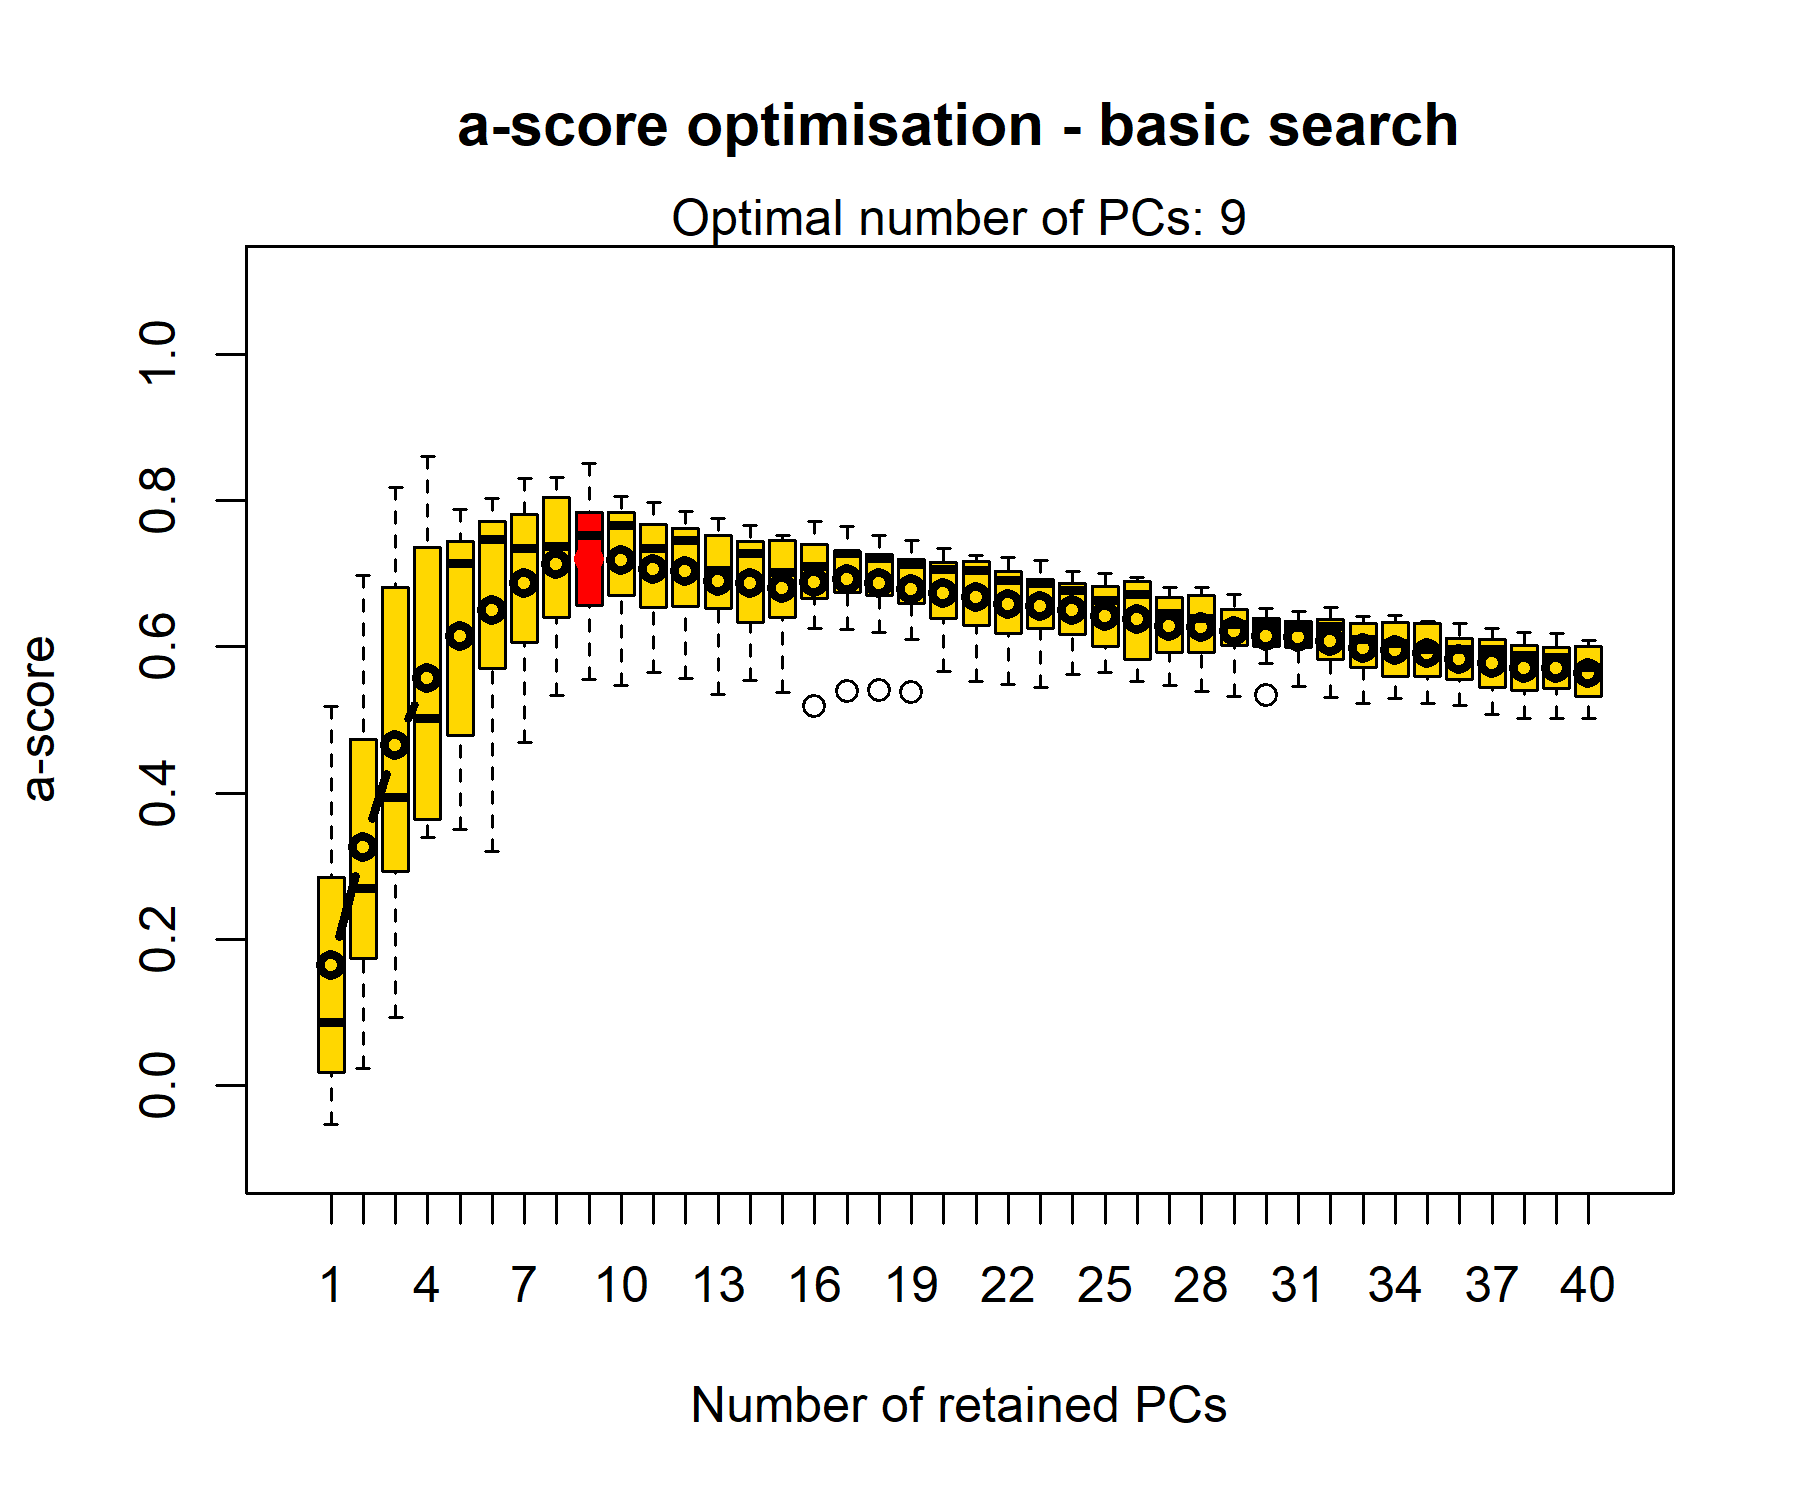 a-score optimisation - basic search
Optimal number of PCs: 9
a-score
1.0
0.8
0.6
0.4
0.2
0.0
1 4 7 10 13 16 19 22 25 28 31 34 37 40
Number of retained PCs